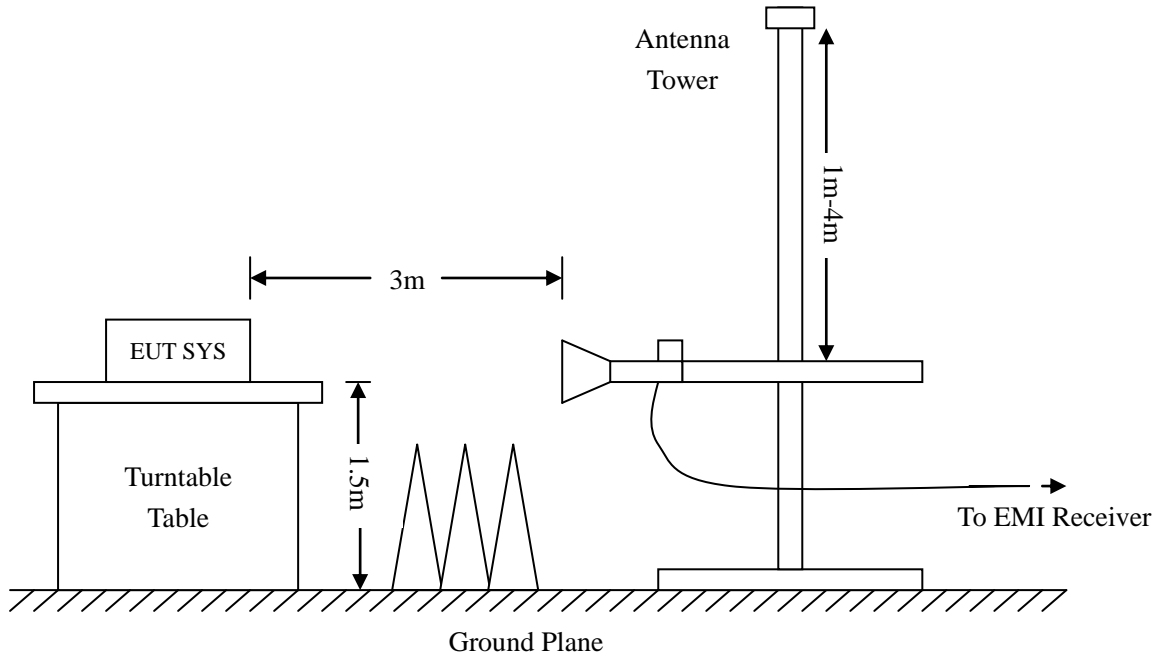 Antenna
Tower
1m-4m
3m
EUT SYS
1.5m
Turntable
Table
To EMI Receiver
Ground Plane